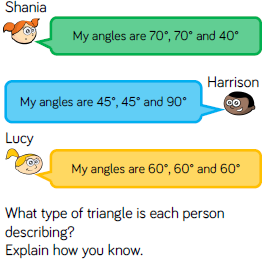 Shania
My angles are 70°, 70° and 40°
Harrison
My angles are 45°, 45° and 90°
Lucy
My angles are 60°, 60° and 60°
What type of triangle is each person
describing?
Explain how you know.